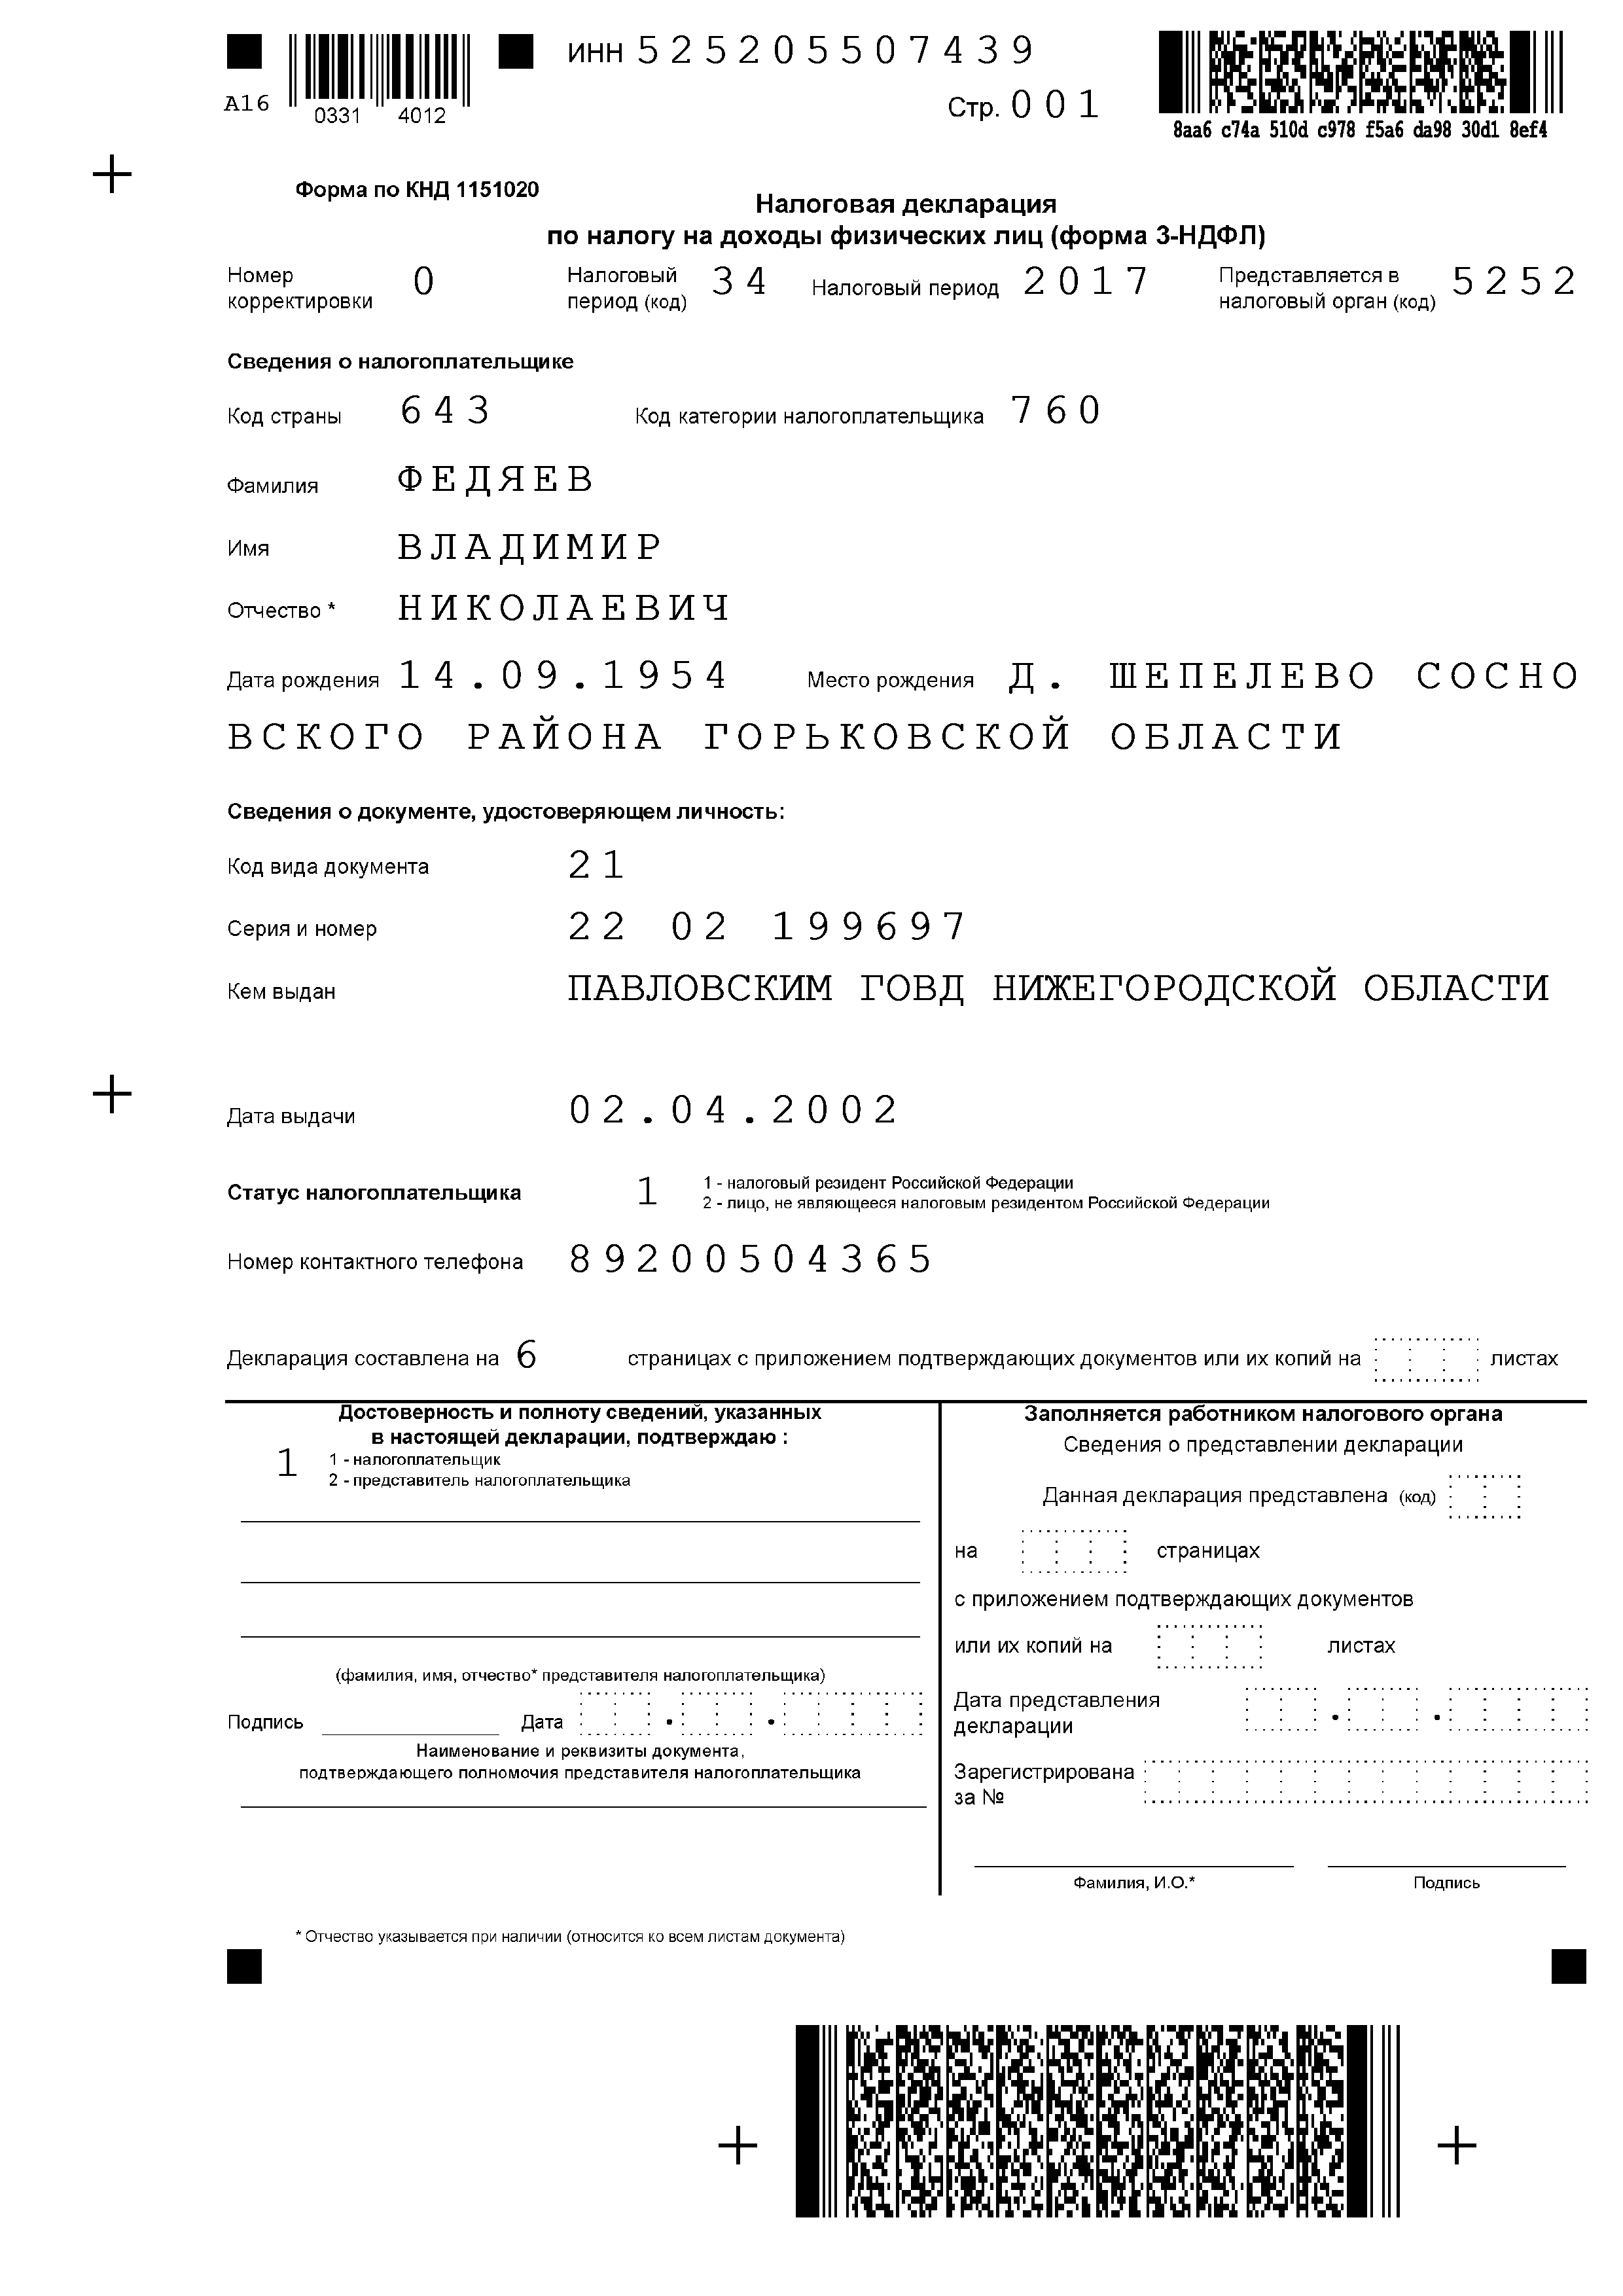 ИНН 525205507439
А16
0331 4012
Стр. 001
8aa6 c74a 510d c978 f5a6 da98 30d1 8ef4
Форма по КНД 1151020
Налоговая декларация
по налогу на доходы физических лиц (форма 3-НДФЛ)
Номер корректировки 0 Налоговый период (код) 34 Налоговый период 2017 Представляется в налоговый орган (код) 5252
Сведения о налогоплательщике
Код страны 643 Код категории налогоплательщика 760
Фамилия ФЕДЯЕВ
Имя ВЛАДИМИР
Отчество * НИКОЛАЕВИЧ
Дата рождения 14.09.1954 Место рождения Д. ШЕПЕЛЕВО СОСНО
ВСКОГО РАЙОНА ГОРЬКОВСКОЙ ОБЛАСТИ
Сведения о документе, удостоверяющем личность:
Код вида документа 21
Серия и номер 22 02 199697
Кем выдан ПАВЛОВСКИМ ГОВД НИЖЕГОРОДСКОЙ ОБЛАСТИ
Дата выдачи 02.04.2002
Статус налогоплательщика 1 1 - налоговый резидент Российской Федерации
2 - лицо, не являющееся налоговым резидентом Российской Федерации
Номер контактного телефона 89200504365
Декларация составлена на 6 страницах с приложением подтверждающих документов или их копий на листах
Достоверность и полноту сведений, указанных
в настоящей декларации, подтверждаю :
1 1 - налогоплательщик
2 - представитель налогоплательщика
(фамилия, имя, отчество* представителя налогоплательщика)
Подпись Дата . .
Наименование и реквизиты документа,
подтверждающего полномочия представителя налогоплательщика
Заполняется работником налогового органа
Сведения о представлении декларации
Данная декларация представлена (код)
на страницах
с приложением подтверждающих документов
или их копий на листах
Дата представления
декларации . .
Зарегистрирована
за №
Фамилия, И.О.* Подпись
* Отчество указывается при наличии (относится ко всем листам документа)